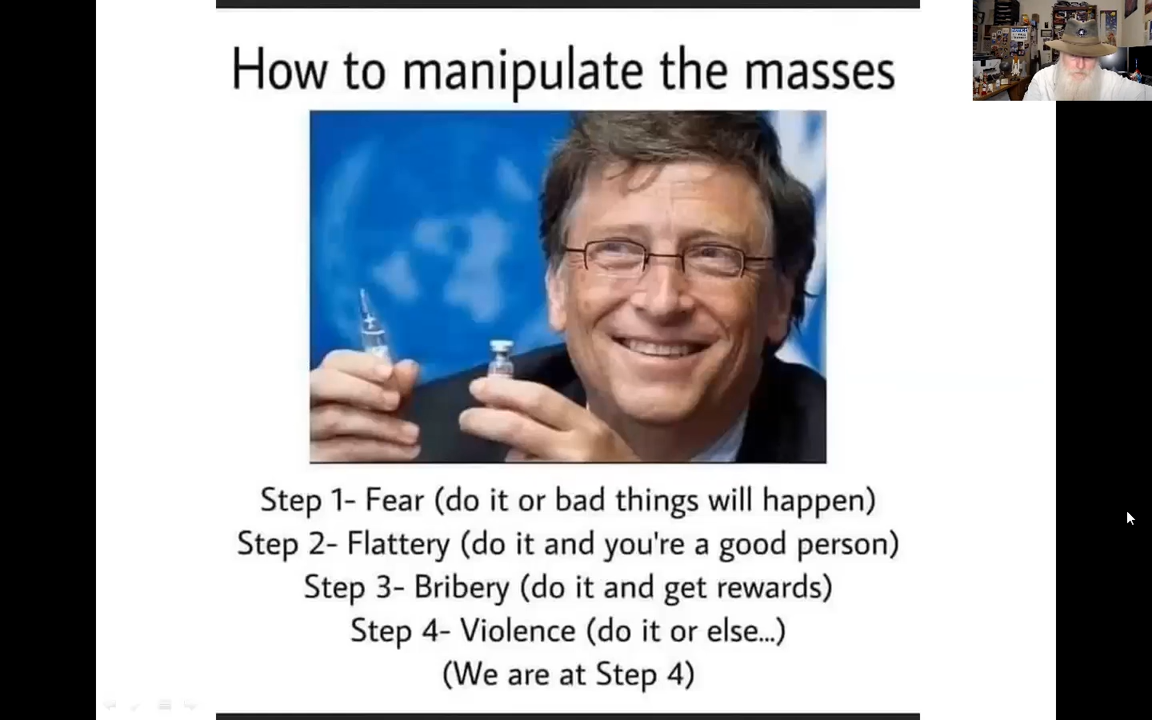 How to manipulate the masses
Step 1- Fear (do it or bad things will happen)
Step 2- Flattery (do it and you're a good person)
Step 3- Bribery (do it and get rewards)
Step 4- Violence (do it or else...)
(We are at Step 4)